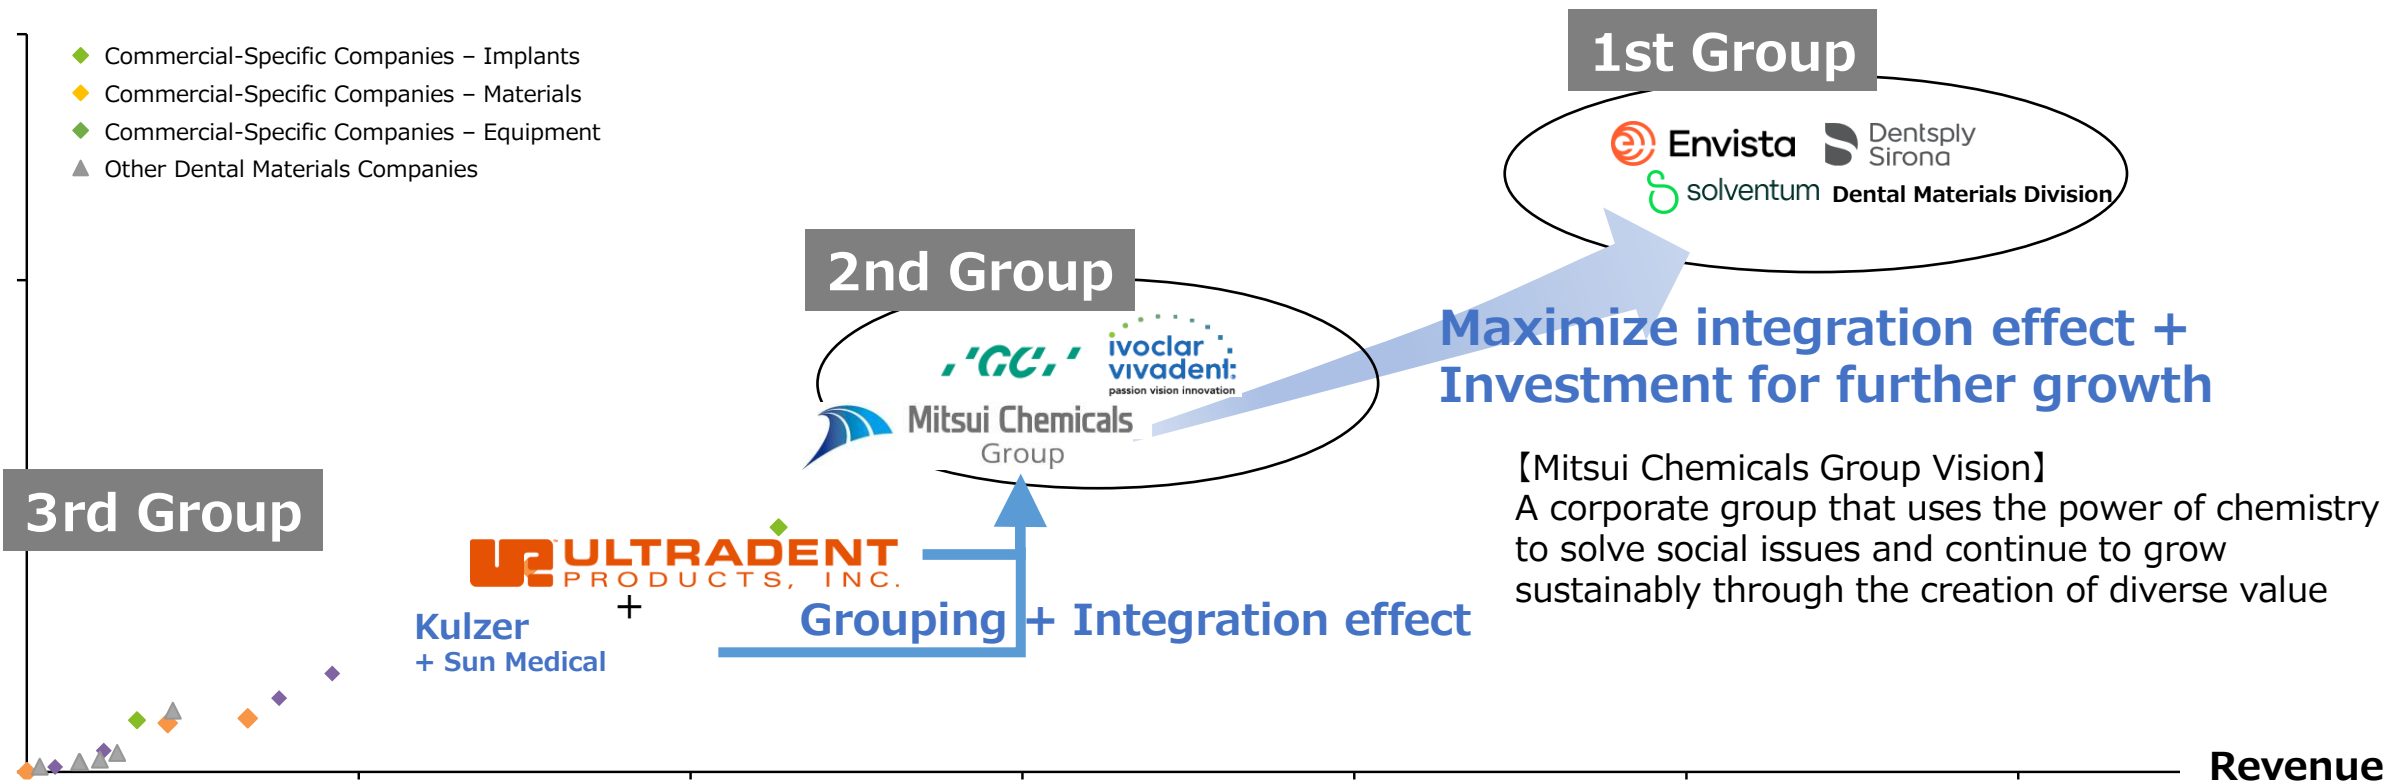 Commercial-Specific Companies – Implants
Commercial-Specific Companies – Materials
Commercial-Specific Companies – Equipment
Other Dental Materials Companies
1st Group
Envista
Dentsply
Sirona
solventum Dental Materials Division
2nd Group
GC
ivoclar
vivadent:
passion vision innovation
Mitsui Chemicals
Group
Maximize integration effect +
Investment for further growth
【Mitsui Chemicals Group Vision】
A corporate group that uses the power of chemistry
to solve social issues and continue to grow
sustainably through the creation of diverse value
3rd Group
ULTRADENT
PRODUCTS, INC.
+
Kulzer
+ Sun Medical
Grouping + Integration effect
Revenue